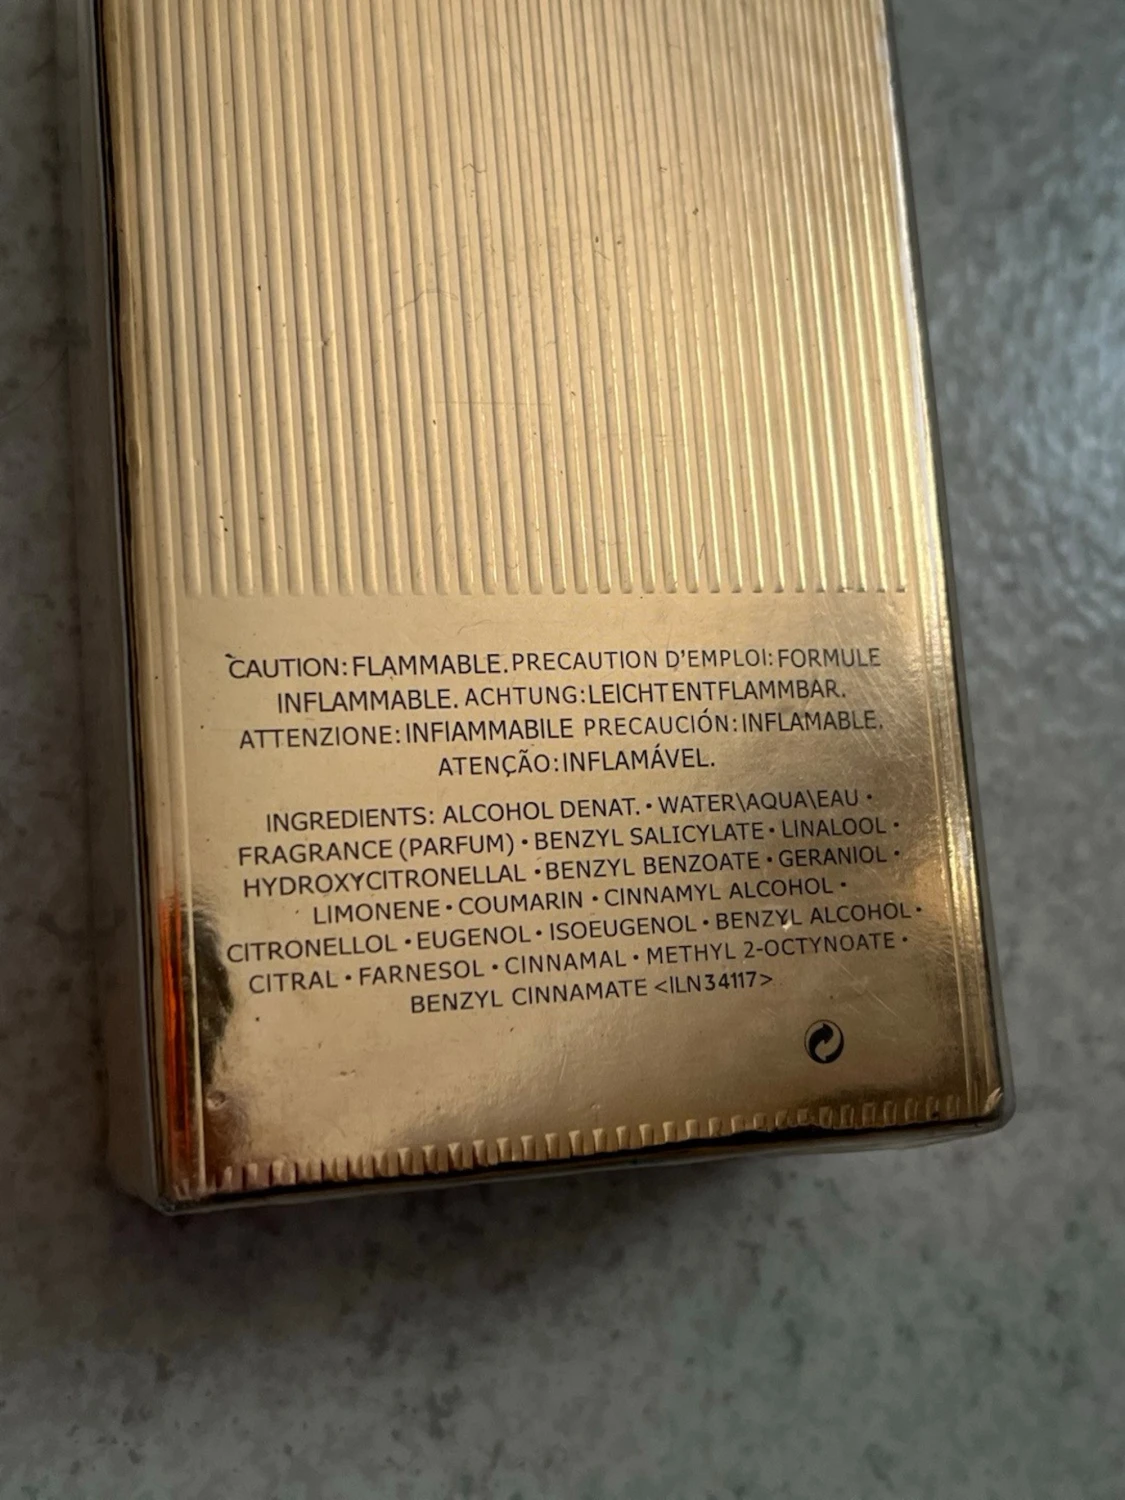 CAUTION: FLAMMABLE. PRECAUTION D'EMPLOI: FORMULE
INFLAMMABLE. ACHTUNG: LEICHT ENTFLAMMBAR.
ATTENZIONE: INFIAMMABILE PRECAUCIÓN: INFLAMABLE.
ATENÇÃO: INFLAMÁVEL.
INGREDIENTS: ALCOHOL DENAT. • WATER\AQUA\EAU •
FRAGRANCE (PARFUM) • BENZYL SALICYLATE • LINALOOL •
HYDROXYCITRONELLAL • BENZYL BENZOATE • GERANIOL •
LIMONENE • COUMARIN • CINNAMYL ALCOHOL •
CITRONELLOL • EUGENOL • ISOEUGENOL • BENZYL ALCOHOL •
CITRAL • FARNESOL • CINNAMAL • METHYL 2-OCTYNOATE •
BENZYL CINNAMATE <ILN34117>